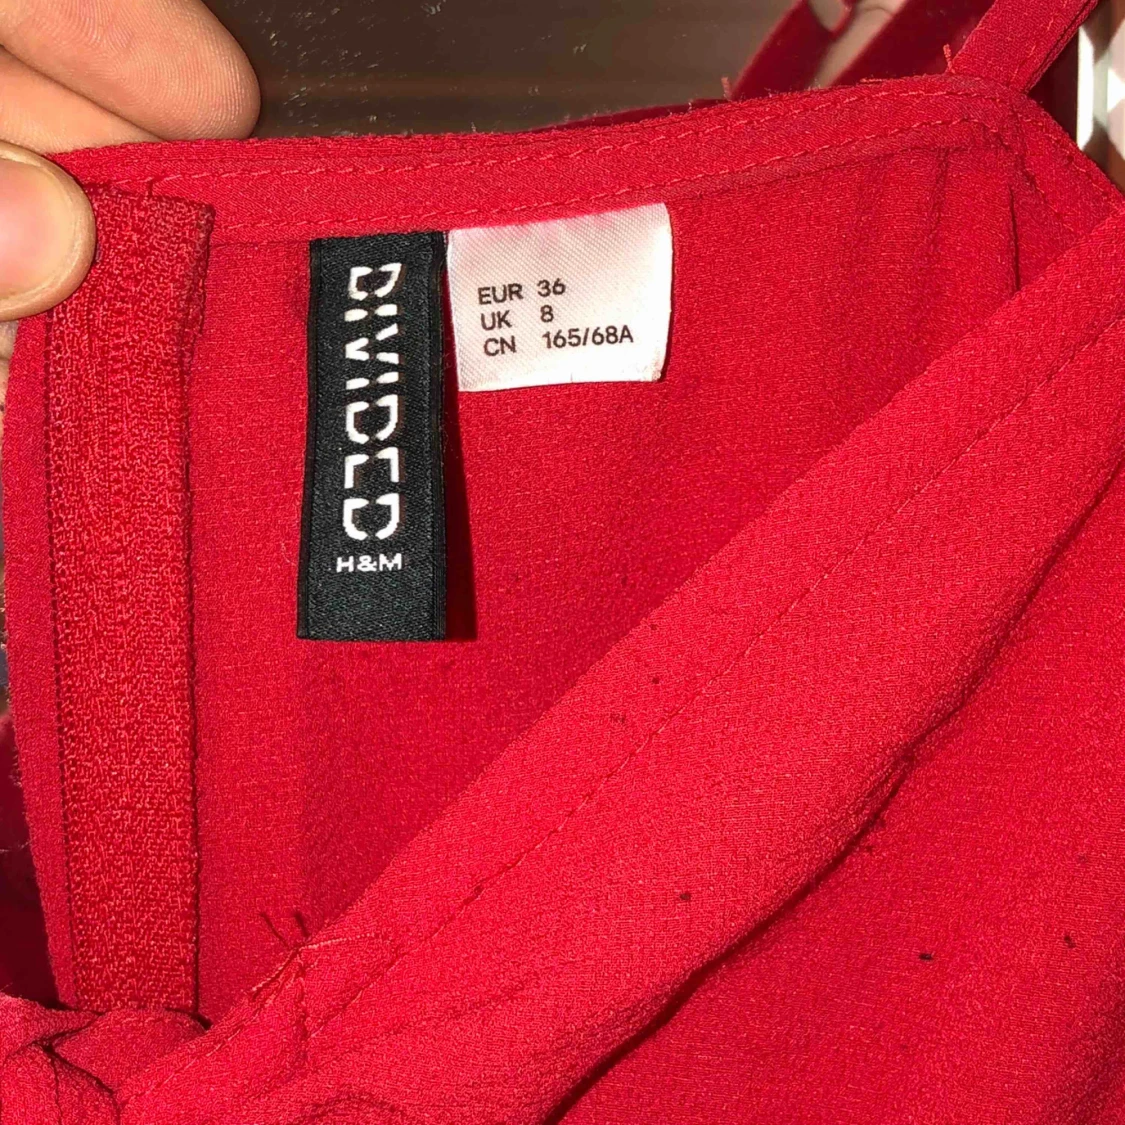 DIVIDED
H&M
EUR 36
UK 8
CN 165/68A